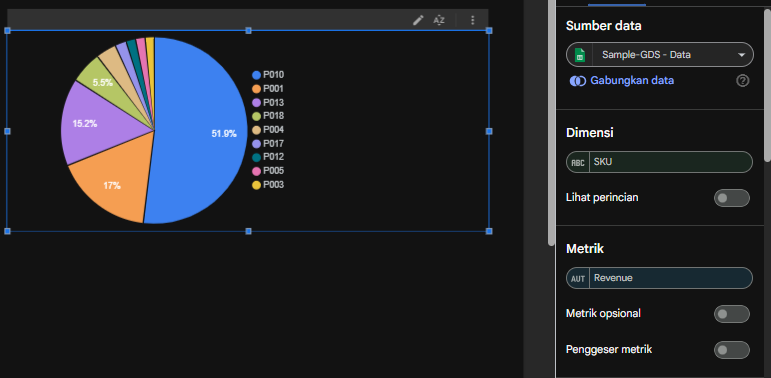 51.9%
17%
15.2%
5.5%
P010
P001
P013
P018
P004
P017
P012
P005
P003
Sumber data
Sample-GDS - Data
Gabungkan data
Dimensi
ABC SKU
Lihat perincian
Metrik
AUT Revenue
Metrik opsional
Penggeser metrik